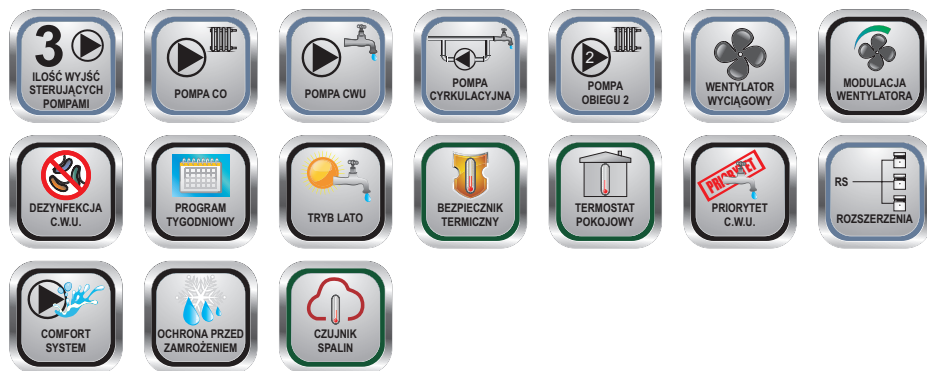 3
ILOŚĆ WYJŚĆ
STERUJĄCYCH
POMPAMI
POMPA CO
POMPA CWU
POMPA
CYRKULACYJNA
2
POMPA
OBIEGU 2
WENTYLATOR
WYCIĄGOWY
MODULACJA
WENTYLATORA
DEZYNFEKCJA
C.W.U.
PROGRAM
TYGODNIOWY
TRYB LATO
BEZPIECZNIK
TERMICZNY
TERMOSTAT
POKOJOWY
PRIORYTET
PRIORYTET
C.W.U.
RS
ROZSZERZENIA
COMFORT
SYSTEM
OCHRONA PRZED
ZAMROŻENIEM
CZUJNIK
SPALIN